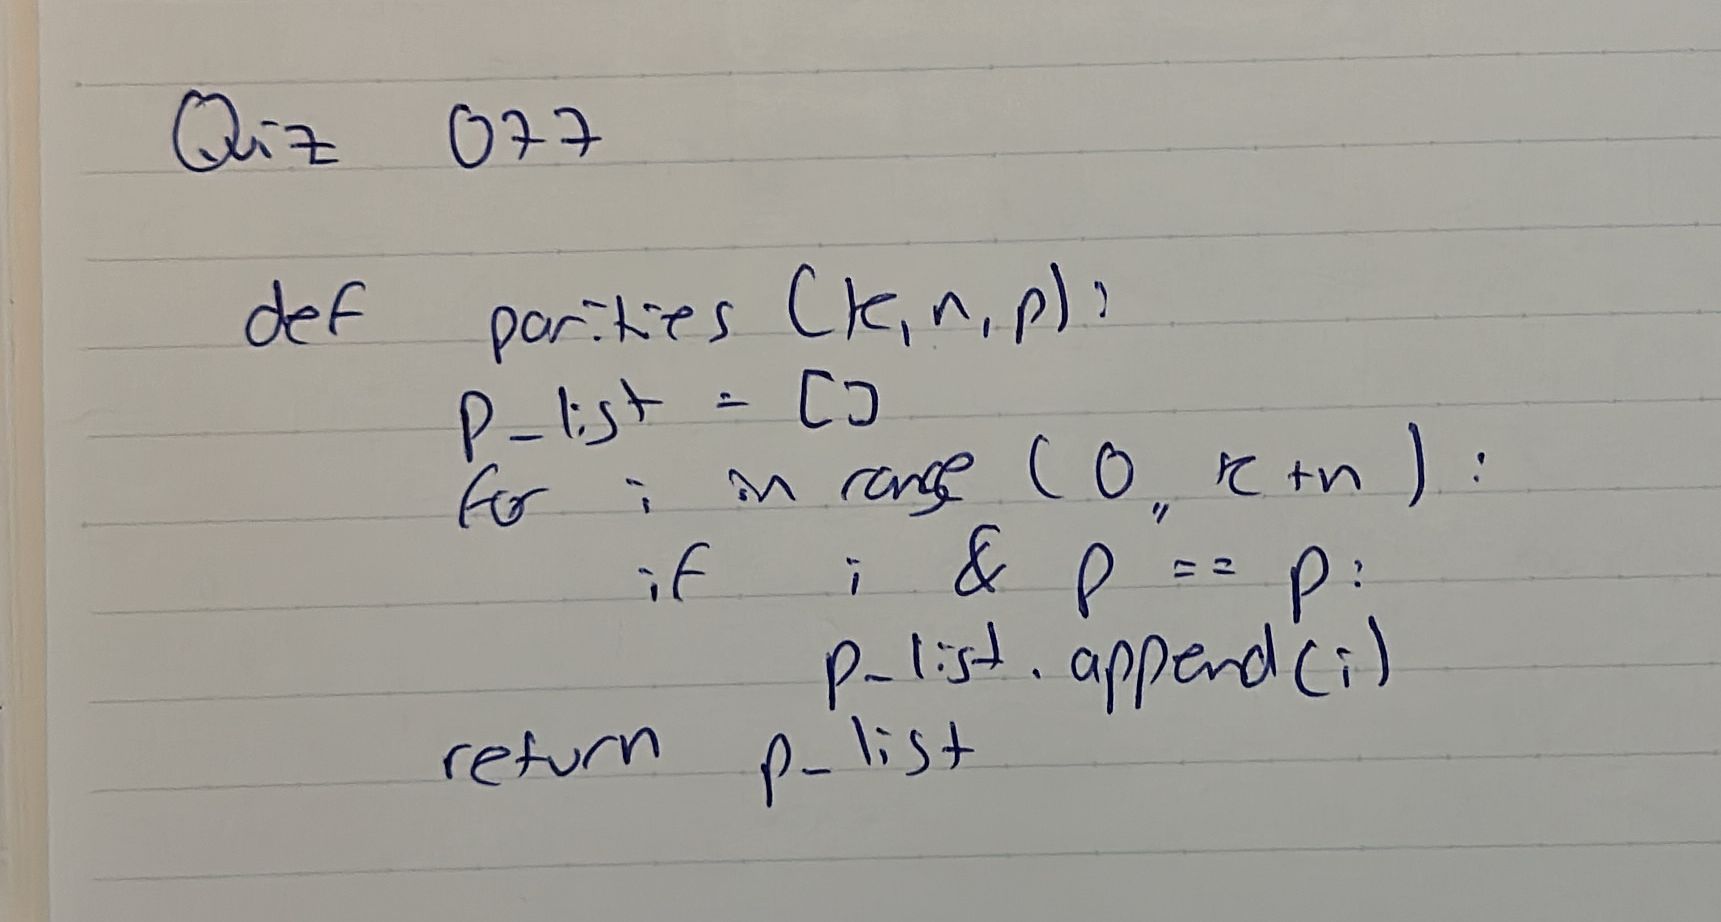 Quiz 077
def parities (k, n, p):
p_list = []
for i in range (0,, k+n):
if i & p == p:
p_list.append(i)
return p_list